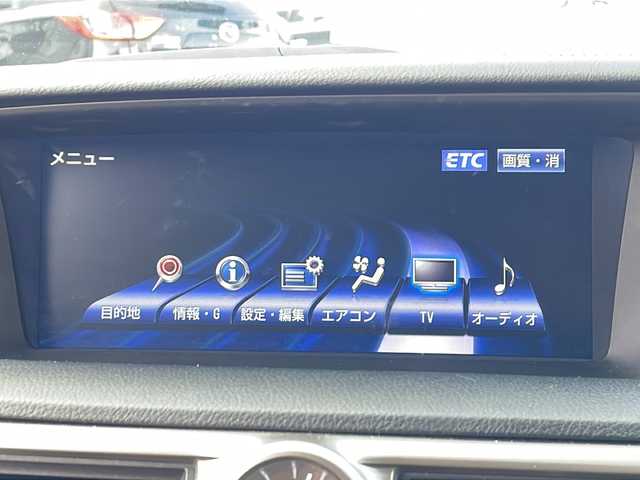 メニュー
ETC 画質・消
目的地 情報・G 設定・編集 エアコン TV オーディオ